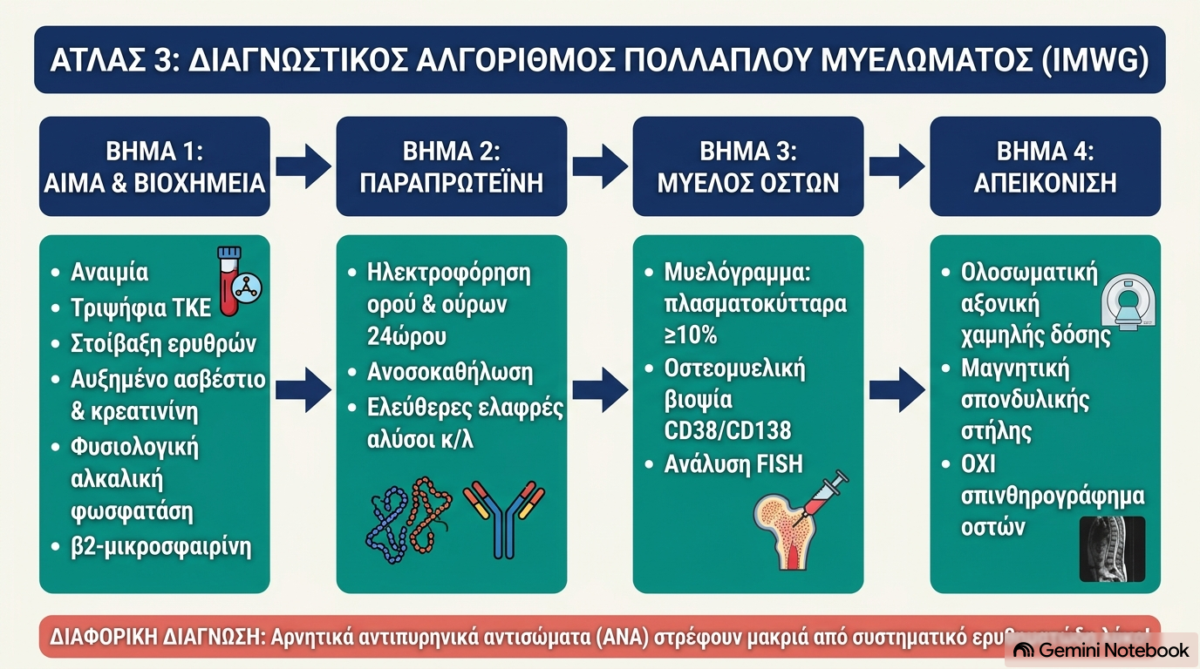 ΑΤΛΑΣ 3: ΔΙΑΓΝΩΣΤΙΚΟΣ ΑΛΓΟΡΙΘΜΟΣ ΠΟΛΛΑΠΛΟΥ ΜΥΕΛΩΜΑΤΟΣ (IMWG)
ΒΗΜΑ 1:
ΑΙΜΑ & ΒΙΟΧΗΜΕΙΑ
• Αναιμία
• Τριψήφια ΤΚΕ
• Στοίβαξη ερυθρών
• Αυξημένο ασβέστιο
& κρεατινίνη
• Φυσιολογική
αλκαλική
φωσφατάση
• β2-μικροσφαιρίνη
ΒΗΜΑ 2:
ΠΑΡΑΠΡΩΤΕΪΝΗ
• Ηλεκτροφόρηση
ορού & ούρων
24ώρου
• Ανοσοκαθήλωση
• Ελεύθερες ελαφρές
αλύσοι κ/λ
ΒΗΜΑ 3:
ΜΥΕΛΟΣ ΟΣΤΩΝ
• Μυελόγραμμα:
πλασματοκύτταρα
≥10%
• Οστεομυελική
βιοψία
CD38/CD138
• Ανάλυση FISH
ΒΗΜΑ 4:
ΑΠΕΙΚΟΝΙΣΗ
• Ολοσωματική
αξονική
χαμηλής δόσης
• Μαγνητική
σπονδυλικής
στήλης
• ΟΧΙ
σπινθηρογράφημα
οστών
ΔΙΑΦΟΡΙΚΗ ΔΙΑΓΝΩΣΗ: Αρνητικά αντιπυρηνικά αντισώματα (ANA) στρέφουν μακριά από συστηματικό
Gemini Notebook